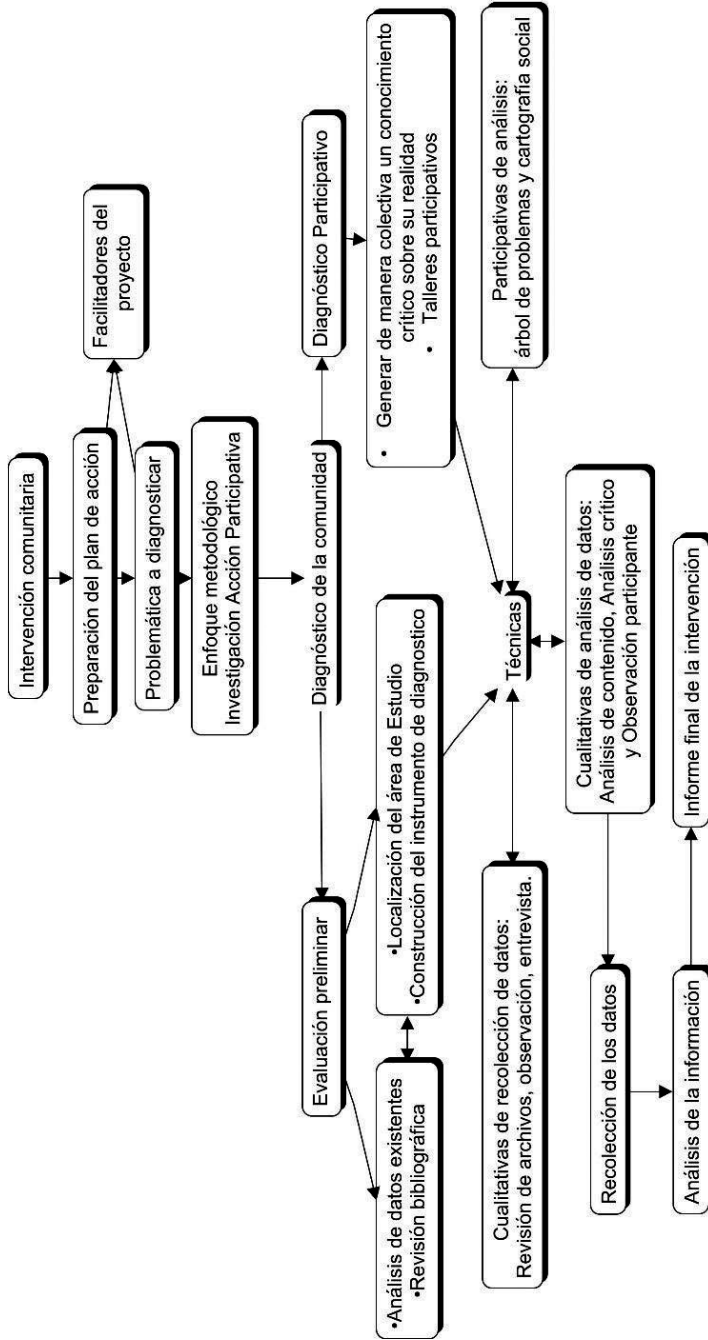 Intervención comunitaria
Preparación del plan de acción
Facilitadores del
proyecto
Problemática a diagnosticar
Enfoque metodológico
Investigación Acción Participativa
Diagnóstico de la comunidad
Evaluación preliminar
Diagnóstico Participativo
•Análisis de datos existentes
•Revisión bibliográfica
•Localización del área de Estudio
•Construcción del instrumento de diagnostico
• Generar de manera colectiva un conocimiento
crítico sobre su realidad
• Talleres participativos
Técnicas
Cualitativas de recolección de datos:
Revisión de archivos, observación, entrevista.
Participativas de análisis:
árbol de problemas y cartografía social
Cualitativas de análisis de datos:
Análisis de contenido, Análisis crítico
y Observación participante
Recolección de los datos
Análisis de la información
Informe final de la intervención